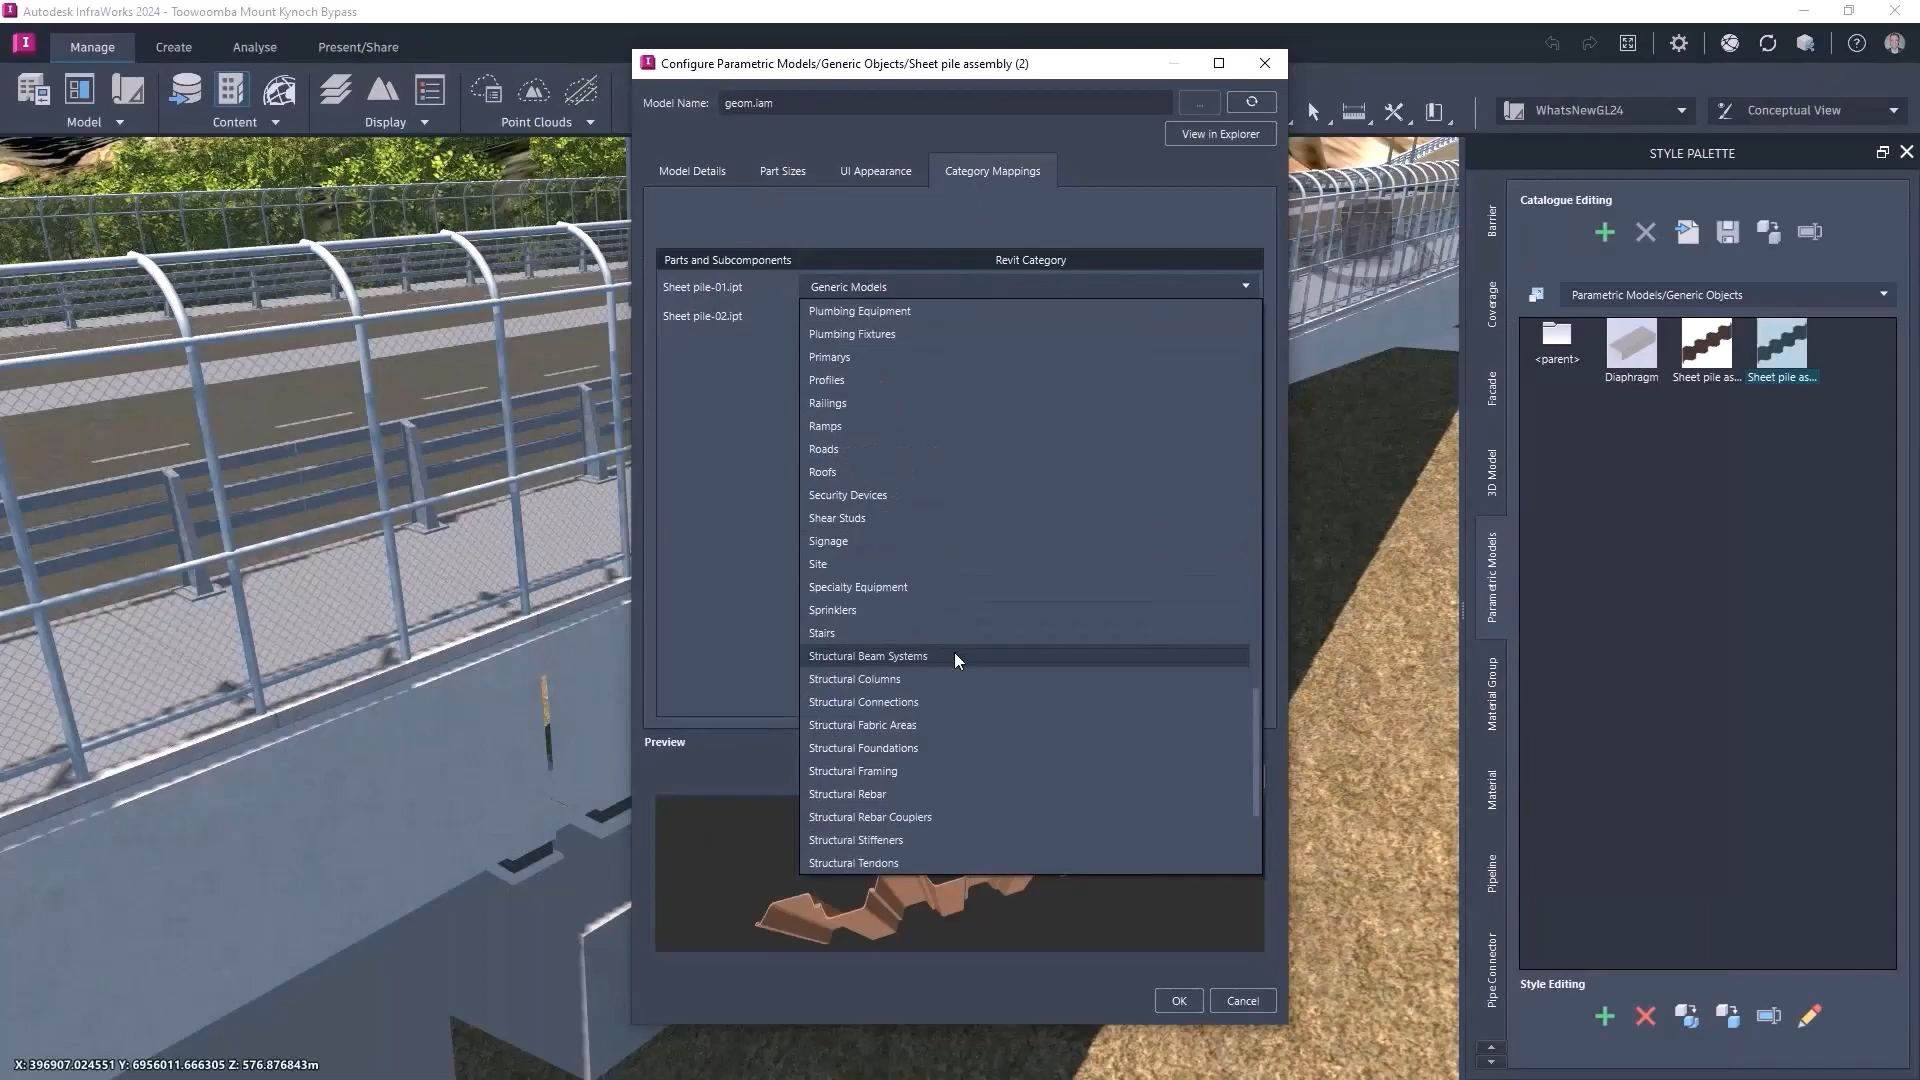 Autodesk InfraWorks 2024 - Toowoomba Mount Kynoch Bypass
I
Manage
Create
Analyse
Present/Share
Model
Content
Display
Point Clouds
WhatsNewGL24
Conceptual View
Configure Parametric Models/Generic Objects/Sheet pile assembly (2)
Model Name:
geom.iam
...
View in Explorer
Model Details
Part Sizes
UI Appearance
Category Mappings
Parts and Subcomponents
Revit Category
Sheet pile-01.ipt
Generic Models
Sheet pile-02.ipt
Plumbing Equipment
Plumbing Fixtures
Primarys
Profiles
Railings
Ramps
Roads
Roofs
Security Devices
Shear Studs
Signage
Site
Specialty Equipment
Sprinklers
Stairs
Structural Beam Systems
Structural Columns
Structural Connections
Structural Fabric Areas
Structural Foundations
Structural Framing
Structural Rebar
Structural Rebar Couplers
Structural Stiffeners
Structural Tendons
Preview
OK
Cancel
STYLE PALETTE
Barrier
Coverage
Facade
3D Model
Parametric Models
Material Group
Material
Pipeline
Pipe Connector
Catalogue Editing
Parametric Models/Generic Objects
<parent>
Diaphragm
Sheet pile as...
Sheet pile as...
Style Editing
X: 396907.024551 Y: 6956011.666305 Z: 576.876843m